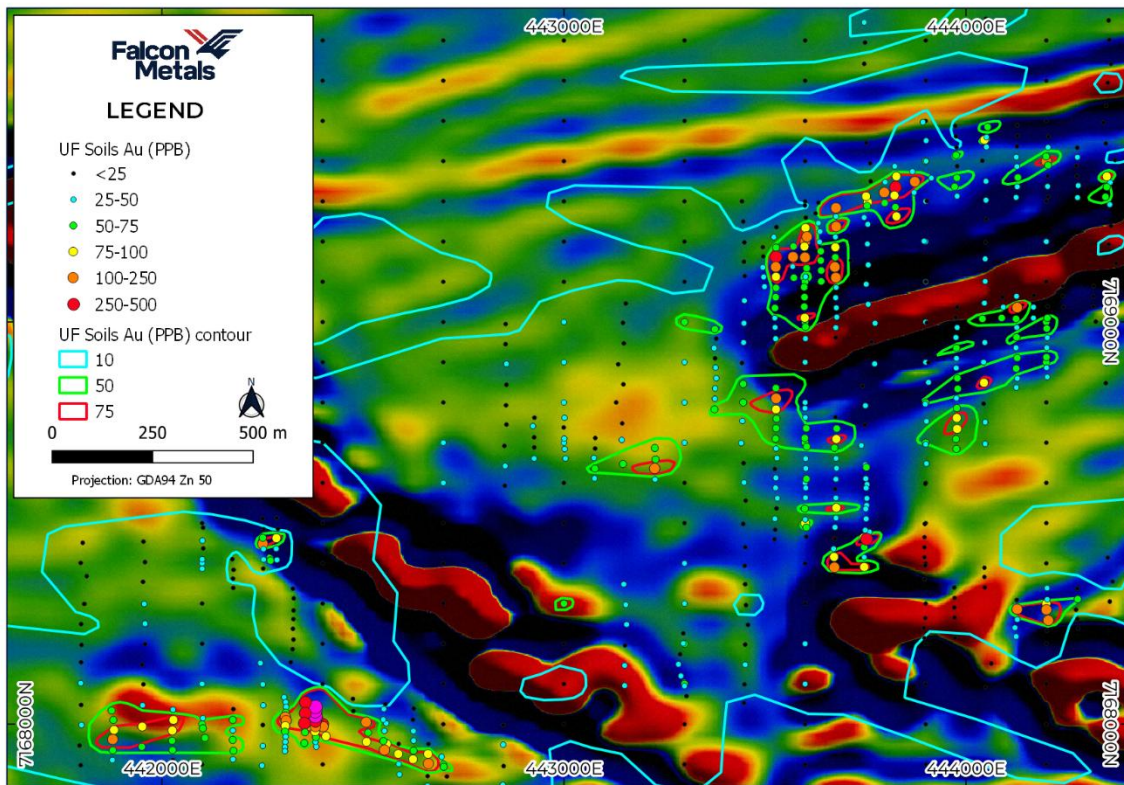 443000E
444000E
Falcon
Metals
LEGEND
UF Soils Au (PPB)
<25
25-50
50-75
75-100
100-250
250-500
UF Soils Au (PPB) contour
10
50
75
N
0 250 500 m
Projection: GDA94 Zn 50
7169000N
7168000N
7168000N
442000E
443000E
444000E